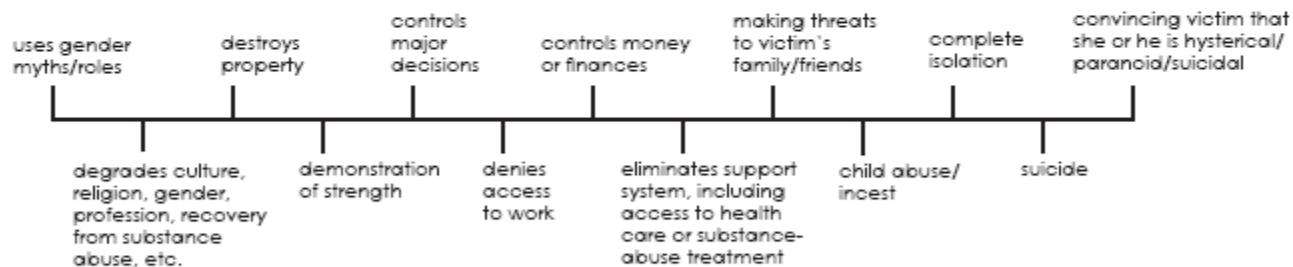 uses gender
myths/roles
destroys
property
controls
major
decisions
controls money
or finances
making threats
to victim`s
family/friends
complete
isolation
convincing victim that
she or he is hysterical/
paranoid/suicidal
degrades culture,
religion, gender,
profession, recovery
from substance
abuse, etc.
demonstration
of strength
denies
access
to work
eliminates support
system, including
access to health
care or substance-
abuse treatment
child abuse/
incest
suicide